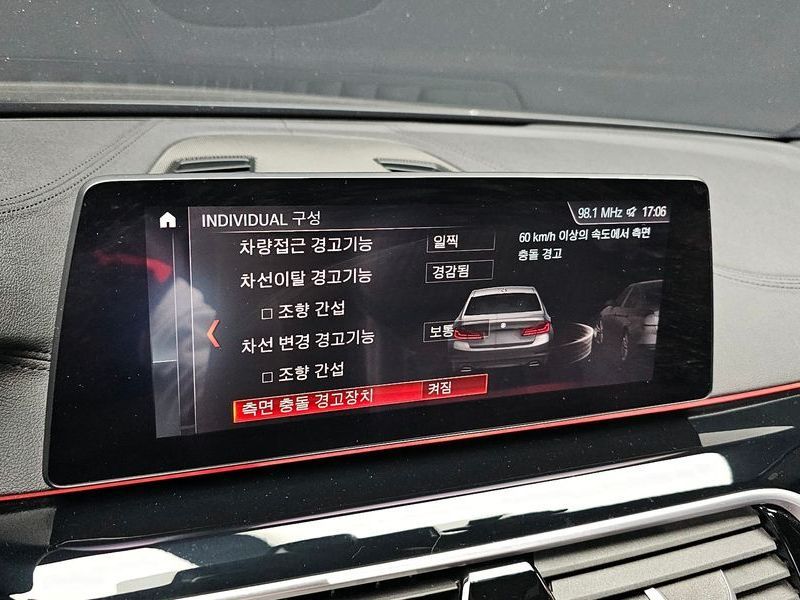 INDIVIDUAL 구성
98.1 MHz 17:06
차량접근 경고기능 일찍
차선이탈 경고기능 경감됨
조향 간섭
차선 변경 경고기능 보통
조향 간섭
측면 충돌 경고장치 켜짐
60 km/h 이상의 속도에서 측면
충돌 경고